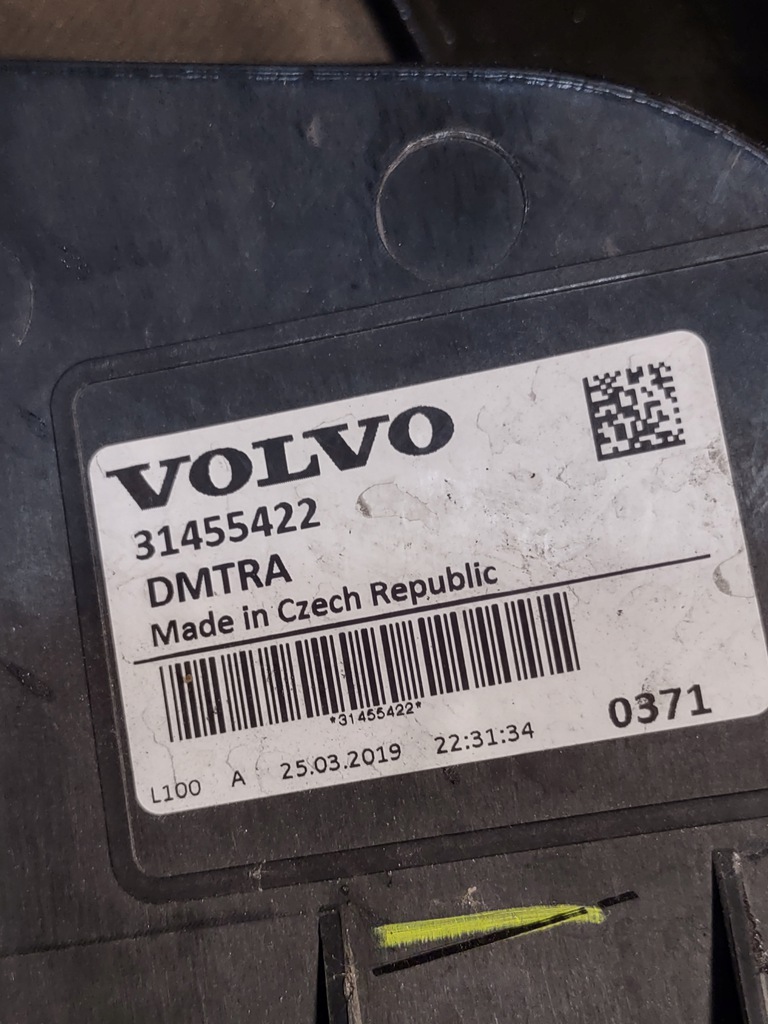 VOLVO
31455422
DMTRA
Made in Czech Republic
*31455422*
0371
L100 A 25.03.2019 22:31:34